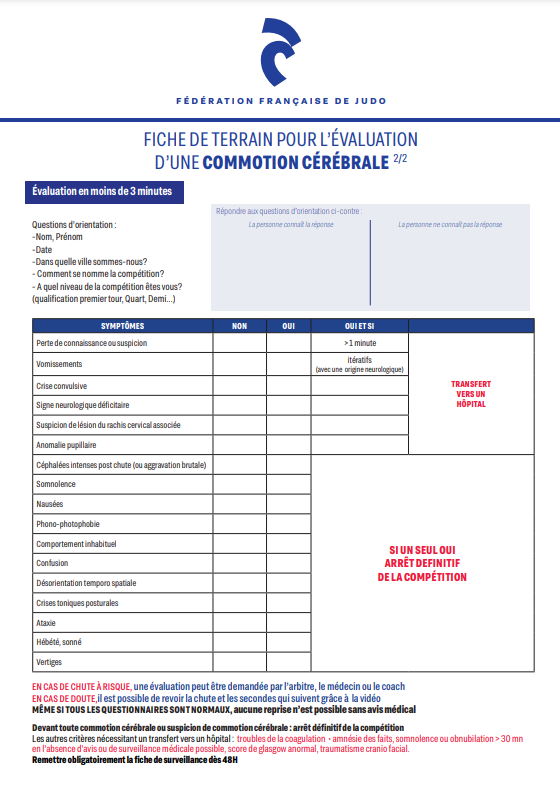 FÉDÉRATION FRANÇAISE DE JUDO
FICHE DE TERRAIN POUR L'ÉVALUATION
D'UNE COMMOTION CÉRÉBRALE 2/2
Évaluation en moins de 3 minutes
Répondre aux questions d'orientation ci-contre :
La personne connaît la réponse
La personne ne connaît pas la réponse
Questions d'orientation :
-Nom, Prénom
-Date
-Dans quelle ville sommes-nous?
- Comment se nomme la compétition?
- A quel niveau de la compétition êtes vous?
(qualification premier tour, Quart, Demi...)
SYMPTÔMES NON OUI OUI ET SI
Perte de connaissance ou suspicion >1 minute
Vomissements itératifs
(avec une origine neurologique)
Crise convulsive
Signe neurologique déficitaire
Suspicion de lésion du rachis cervical associée
Anomalie pupillaire
TRANSFERT
VERS UN
HÔPITAL
Céphalées intenses post chute (ou aggravation brutale)
Somnolence
Nausées
Phono-photophobie
Comportement inhabituel
Confusion
Désorientation temporo spatiale
Crises toniques posturales
Ataxie
Hébété, sonné
Vertiges
SI UN SEUL OUI
ARRÊT DEFINITIF
DE LA COMPÉTITION
EN CAS DE CHUTE À RISQUE, une évaluation peut être demandée par l'arbitre, le médecin ou le coach
EN CAS DE DOUTE,il est possible de revoir la chute et les secondes qui suivent grâce à la vidéo
MÊME SI TOUS LES QUESTIONNAIRES SONT NORMAUX, aucune reprise n'est possible sans avis médical
Devant toute commotion cérébrale ou suspicion de commotion cérébrale : arrêt définitif de la compétition
Les autres critères nécessitant un transfert vers un hôpital : troubles de la coagulation - amnésie des faits, somnolence ou obnubilation > 30 mn
en l'absence d'avis ou de surveillance médicale possible, score de glasgow anormal, traumatisme cranio facial.
Remettre obligatoirement la fiche de surveillance dès 48H